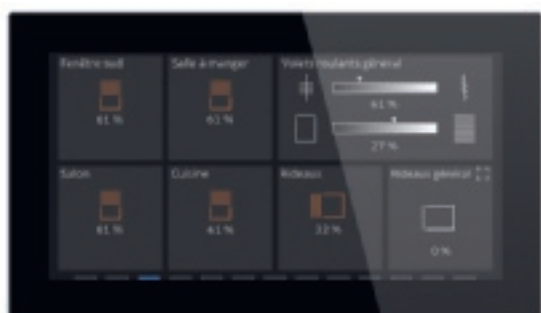 Fenêtre sud
61 %
Salle à manger
61 %
Volets roulants général
61 %
27 %
Salon
61 %
Cuisine
61 %
Rideaux
32 %
Rideaux général
0 %